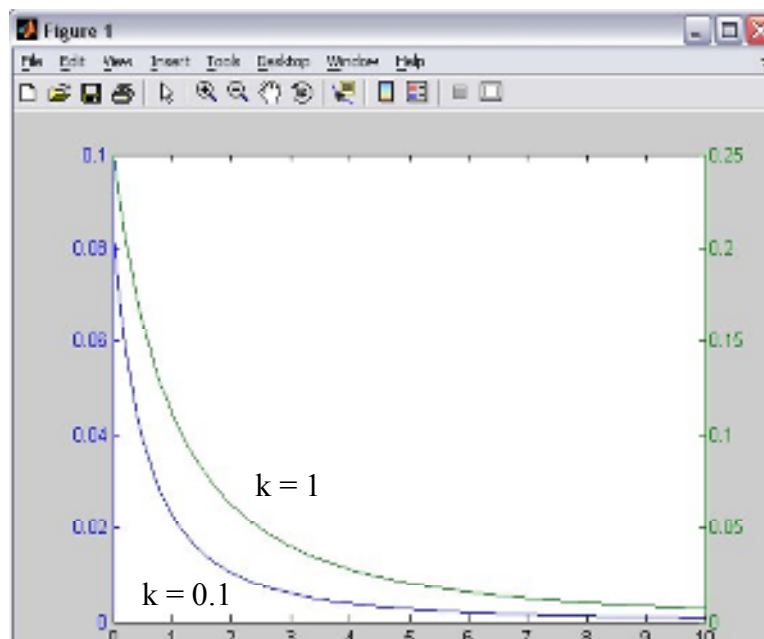 Figure 1
File Edit View Insert Tools Desktop Window Help
0.1
0.25
0.08
0.2
0.06
0.15
0.04
0.1
k = 1
0.02
0.05
k = 0.1
0
0
0 1 2 3 4 5 6 7 8 9 10